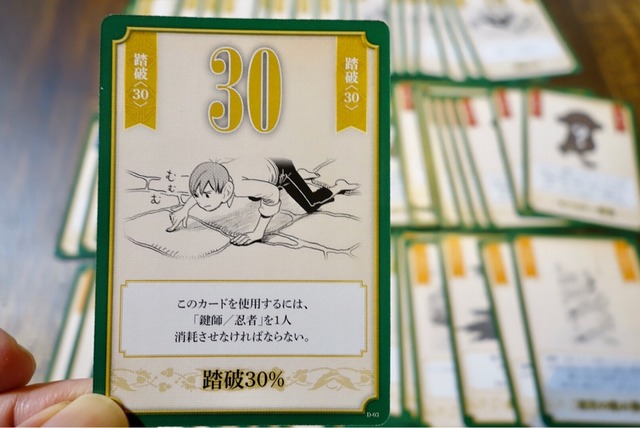 踏破〈30〉
30
踏破〈30〉
むむむ
このカードを使用するには、
「鍵師／忍者」を1人
消耗させなければならない。
踏破30%
D-03